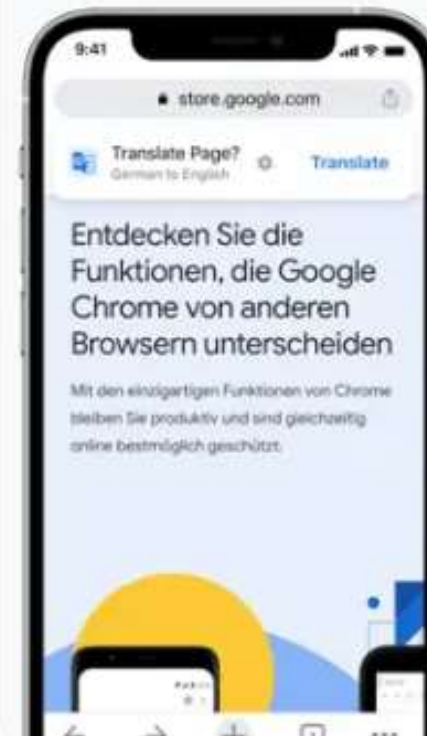 9:41
store.google.com
Translate Page?
Translate
German to English
Entdecken Sie die
Funktionen, die Google
Chrome von anderen
Browsern unterscheiden
Mit den einzigartigen Funktionen von Chrome
bleiben Sie produktiv und sind gleichzeitig
online bestmöglich geschützt.